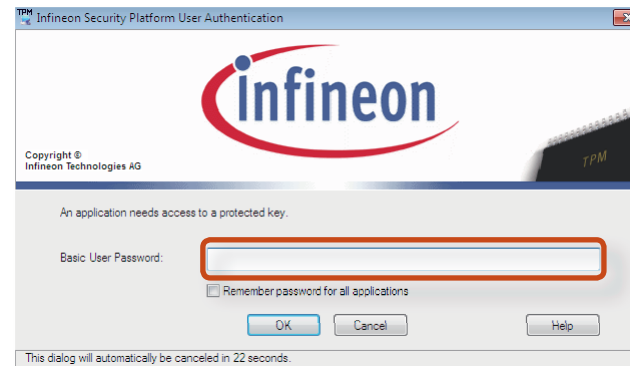 TPM Infineon Security Platform User Authentication
infineon
Copyright ©
Infineon Technologies AG
TPM
An application needs access to a protected key.
Basic User Password:
Remember password for all applications
OK Cancel Help
This dialog will automatically be canceled in 22 seconds.